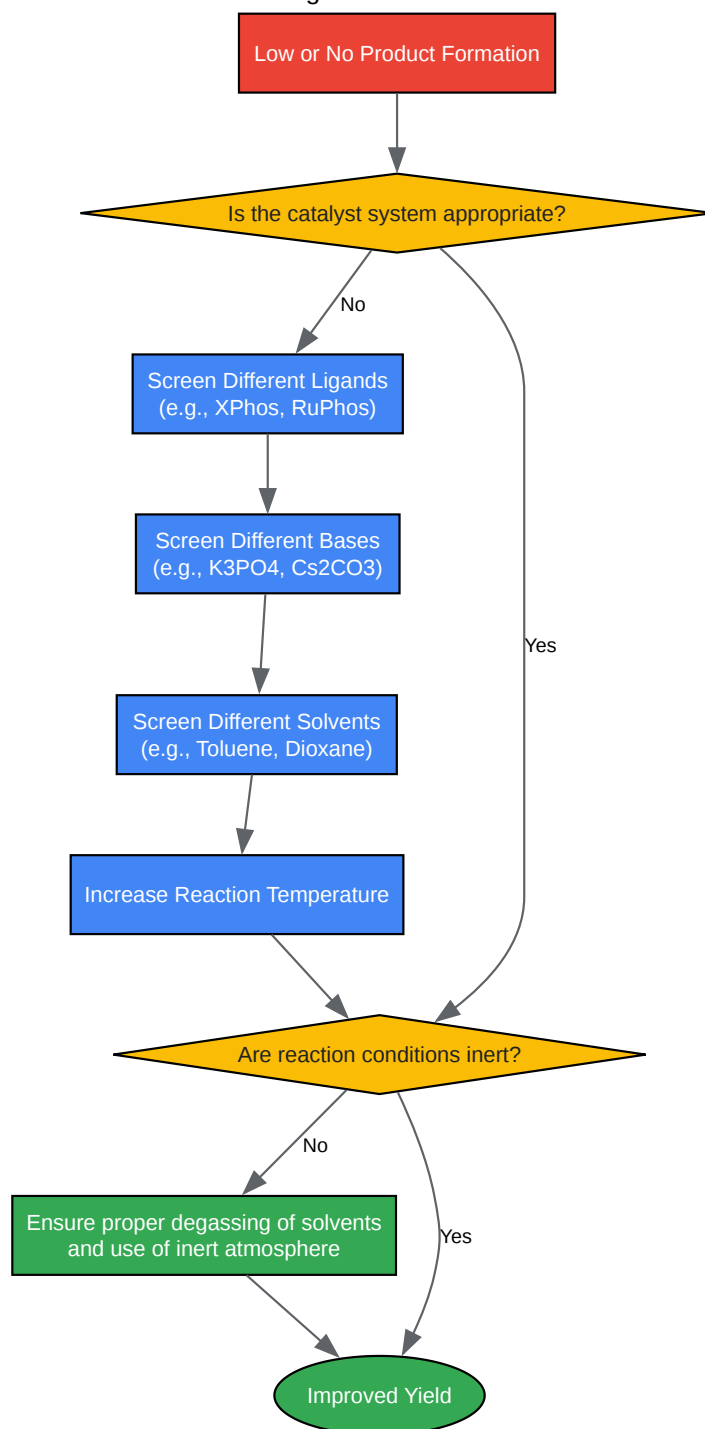 Low or No Product Formation
Is the catalyst system appropriate?
No
Screen Different Ligands
(e.g., XPhos, RuPhos)
Screen Different Bases
(e.g., K3PO4, Cs2CO3)
Yes
Screen Different Solvents
(e.g., Toluene, Dioxane)
Increase Reaction Temperature
Are reaction conditions inert?
No
Ensure proper degassing of solvents
and use of inert atmosphere
Yes
Improved Yield